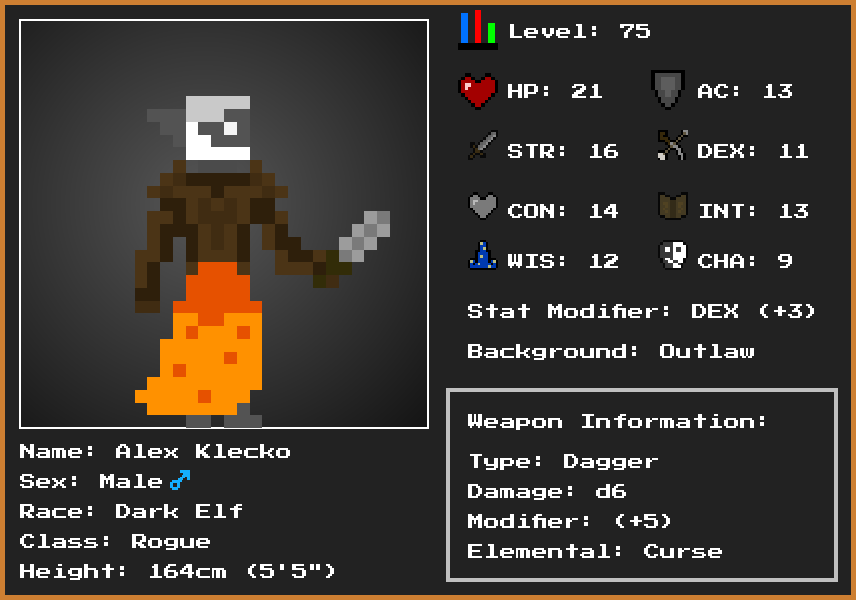 Level: 75
HP: 21
AC: 13
STR: 16
DEX: 11
CON: 14
INT: 13
WIS: 12
CHA: 9
Stat Modifier: DEX (+3)
Background: Outlaw
Weapon Information:
Type: Dagger
Damage: d6
Modifier: (+5)
Elemental: Curse
Name: Alex Klecko
Sex: Male ♂
Race: Dark Elf
Class: Rogue
Height: 164cm (5'5")